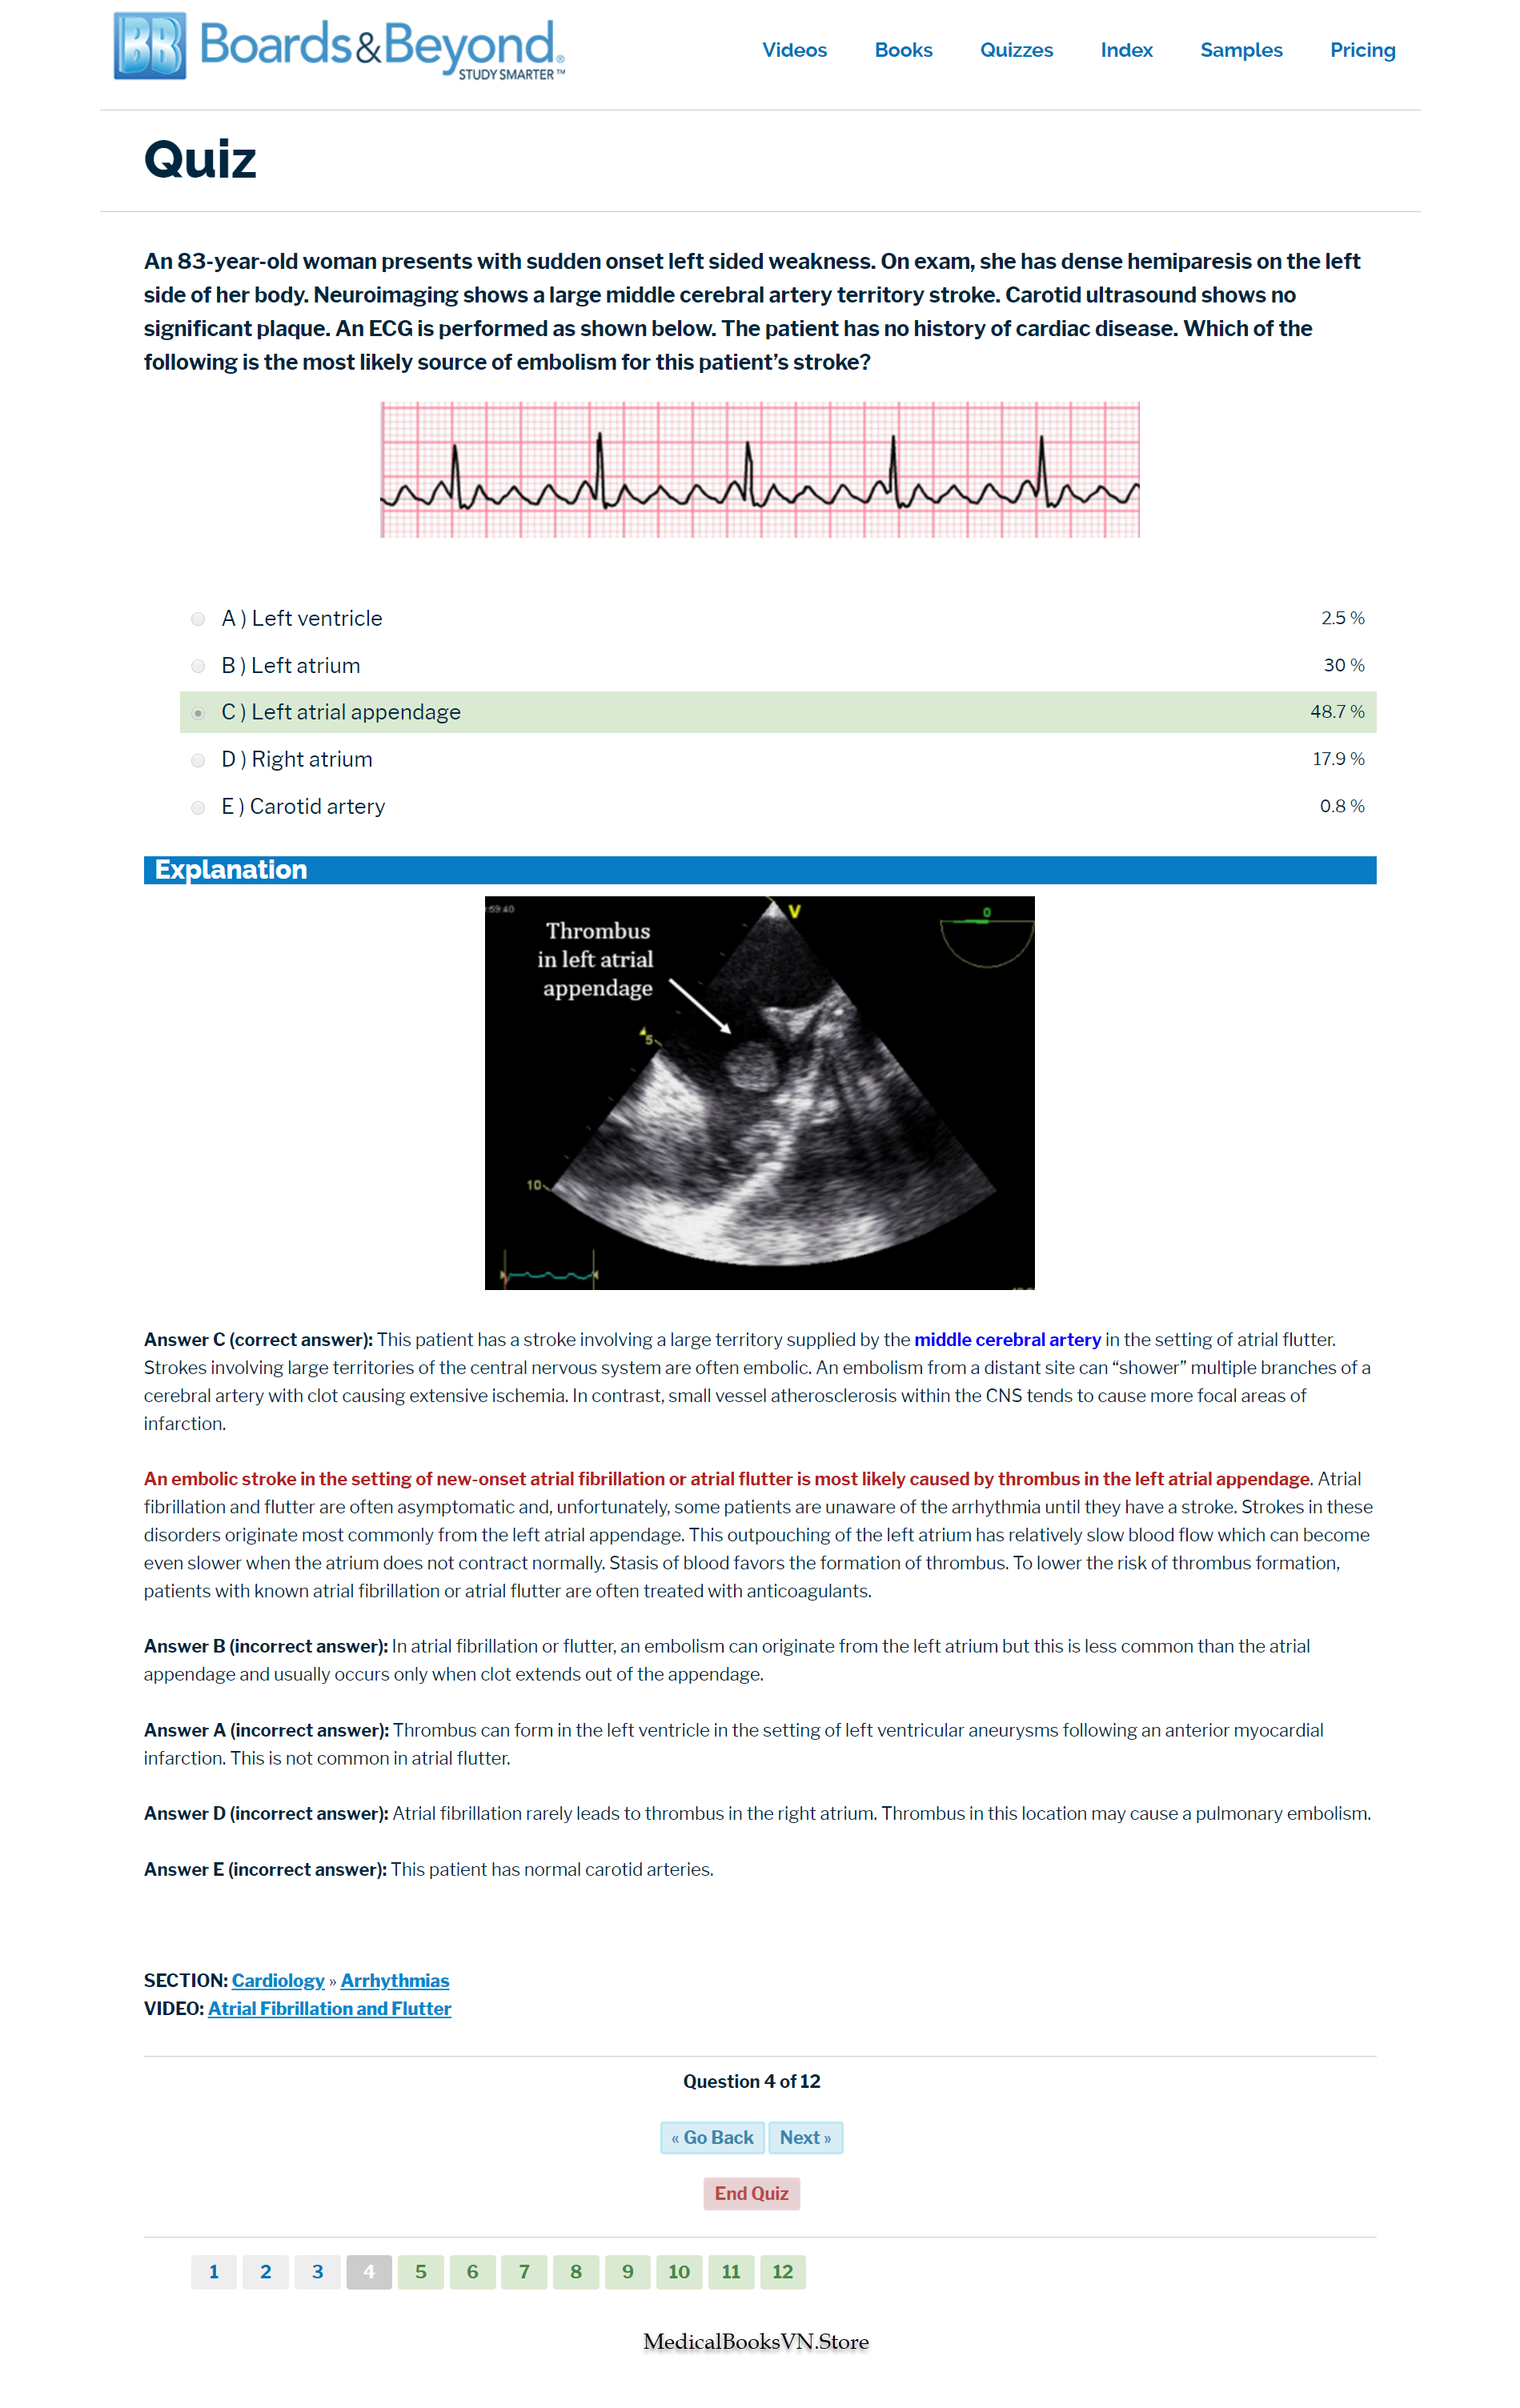 BB Boards&Beyond®
STUDY SMARTER™
Videos Books Quizzes Index Samples Pricing
Quiz
An 83-year-old woman presents with sudden onset left sided weakness. On exam, she has dense hemiparesis on the left
side of her body. Neuroimaging shows a large middle cerebral artery territory stroke. Carotid ultrasound shows no
significant plaque. An ECG is performed as shown below. The patient has no history of cardiac disease. Which of the
following is the most likely source of embolism for this patient’s stroke?
A ) Left ventricle 2.5 %
B ) Left atrium 30 %
C ) Left atrial appendage 48.7 %
D ) Right atrium 17.9 %
E ) Carotid artery 0.8 %
Explanation
:59:40
V
0
Thrombus
in left atrial
appendage
5
10
Answer C (correct answer): This patient has a stroke involving a large territory supplied by the middle cerebral artery in the setting of atrial flutter.
Strokes involving large territories of the central nervous system are often embolic. An embolism from a distant site can “shower” multiple branches of a
cerebral artery with clot causing extensive ischemia. In contrast, small vessel atherosclerosis within the CNS tends to cause more focal areas of
infarction.
An embolic stroke in the setting of new-onset atrial fibrillation or atrial flutter is most likely caused by thrombus in the left atrial appendage. Atrial
fibrillation and flutter are often asymptomatic and, unfortunately, some patients are unaware of the arrhythmia until they have a stroke. Strokes in these
disorders originate most commonly from the left atrial appendage. This outpouching of the left atrium has relatively slow blood flow which can become
even slower when the atrium does not contract normally. Stasis of blood favors the formation of thrombus. To lower the risk of thrombus formation,
patients with known atrial fibrillation or atrial flutter are often treated with anticoagulants.
Answer B (incorrect answer): In atrial fibrillation or flutter, an embolism can originate from the left atrium but this is less common than the atrial
appendage and usually occurs only when clot extends out of the appendage.
Answer A (incorrect answer): Thrombus can form in the left ventricle in the setting of left ventricular aneurysms following an anterior myocardial
infarction. This is not common in atrial flutter.
Answer D (incorrect answer): Atrial fibrillation rarely leads to thrombus in the right atrium. Thrombus in this location may cause a pulmonary embolism.
Answer E (incorrect answer): This patient has normal carotid arteries.
SECTION: Cardiology » Arrhythmias
VIDEO: Atrial Fibrillation and Flutter
Question 4 of 12
« Go Back Next »
End Quiz
1 2 3 4 5 6 7 8 9 10 11 12
MedicalBooksVN.Store